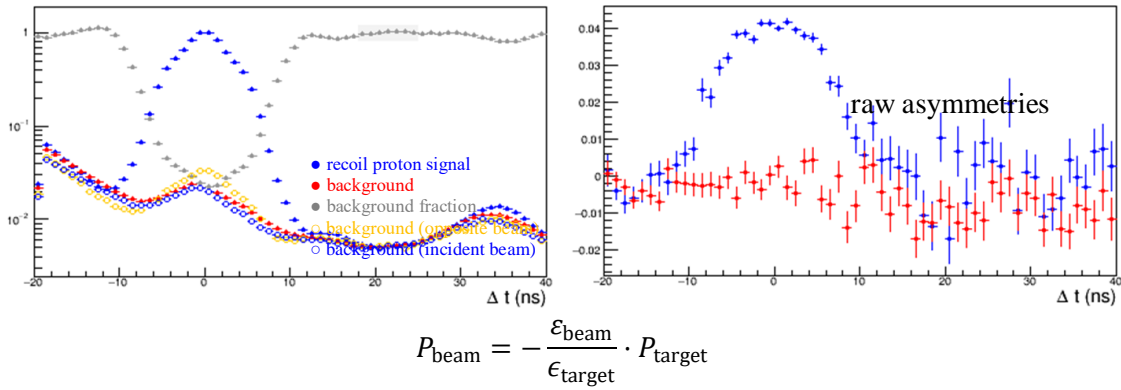 1
10⁻¹
10⁻²
recoil proton signal
background
background fraction
background (opposite beam)
background (incident beam)
−20 −10 0 10 20 30 40
Δ t (ns)
0.04
0.03
0.02
0.01
0
−0.01
−0.02
raw asymmetries
−20 −10 0 10 20 30 40
Δ t (ns)
P_beam = − ε_beam / ϵ_target · P_target